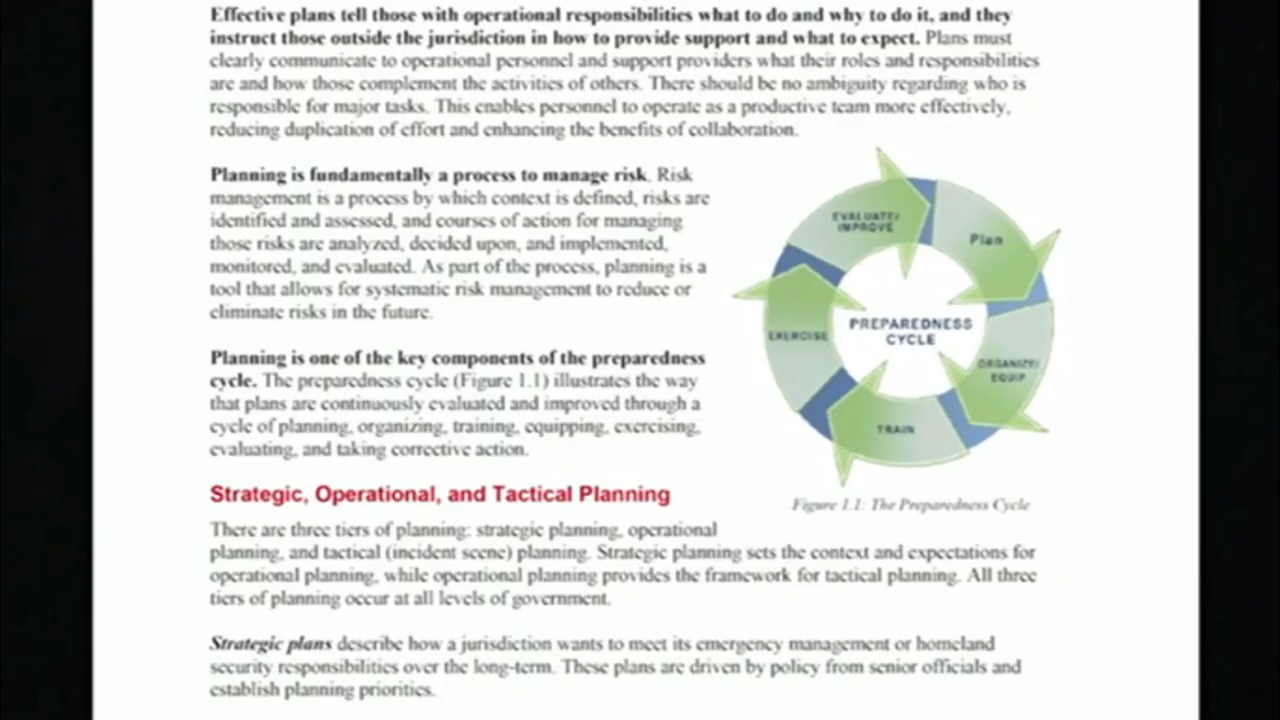 Effective plans tell those with operational responsibilities what to do and why to do it, and they
instruct those outside the jurisdiction in how to provide support and what to expect. Plans must
clearly communicate to operational personnel and support providers what their roles and responsibilities
are and how those complement the activities of others. There should be no ambiguity regarding who is
responsible for major tasks. This enables personnel to operate as a productive team more effectively,
reducing duplication of effort and enhancing the benefits of collaboration.
Planning is fundamentally a process to manage risk. Risk
management is a process by which context is defined, risks are
identified and assessed, and courses of action for managing
those risks are analyzed, decided upon, and implemented,
monitored, and evaluated. As part of the process, planning is a
tool that allows for systematic risk management to reduce or
eliminate risks in the future.
Planning is one of the key components of the preparedness
cycle. The preparedness cycle (Figure 1.1) illustrates the way
that plans are continuously evaluated and improved through a
cycle of planning, organizing, training, equipping, exercising,
evaluating, and taking corrective action.
EVALUATE/
IMPROVE
Plan
ORGANIZE/
EQUIP
TRAIN
EXERCISE
PREPAREDNESS
CYCLE
Figure 1.1: The Preparedness Cycle
Strategic, Operational, and Tactical Planning
There are three tiers of planning: strategic planning, operational
planning, and tactical (incident scene) planning. Strategic planning sets the context and expectations for
operational planning, while operational planning provides the framework for tactical planning. All three
tiers of planning occur at all levels of government.
Strategic plans describe how a jurisdiction wants to meet its emergency management or homeland
security responsibilities over the long-term. These plans are driven by policy from senior officials and
establish planning priorities.